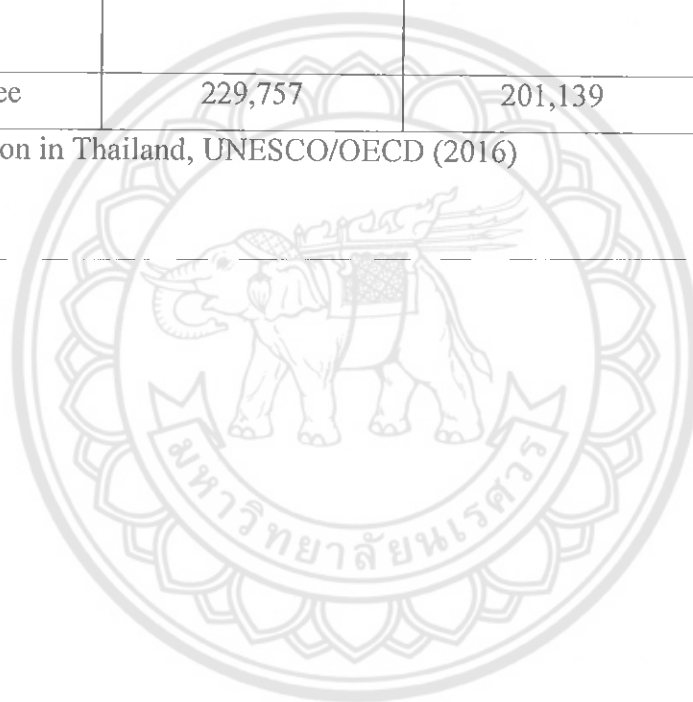 ee 229,757 201,139
on in Thailand, UNESCO/OECD (2016)
มหาวิทยาลัยนเรศวร